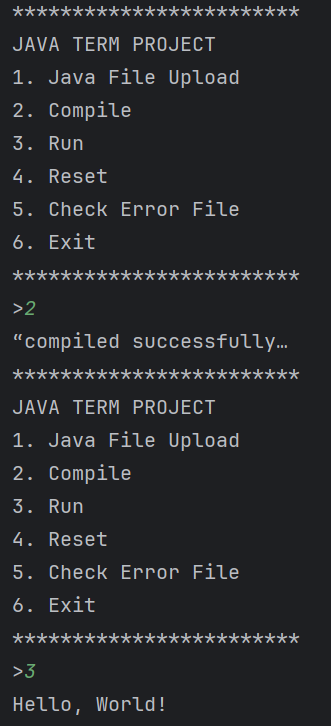 ************************
JAVA TERM PROJECT
1. Java File Upload
2. Compile
3. Run
4. Reset
5. Check Error File
6. Exit
************************
>2
“compiled successfully…
************************
JAVA TERM PROJECT
1. Java File Upload
2. Compile
3. Run
4. Reset
5. Check Error File
6. Exit
************************
>3
Hello, World!